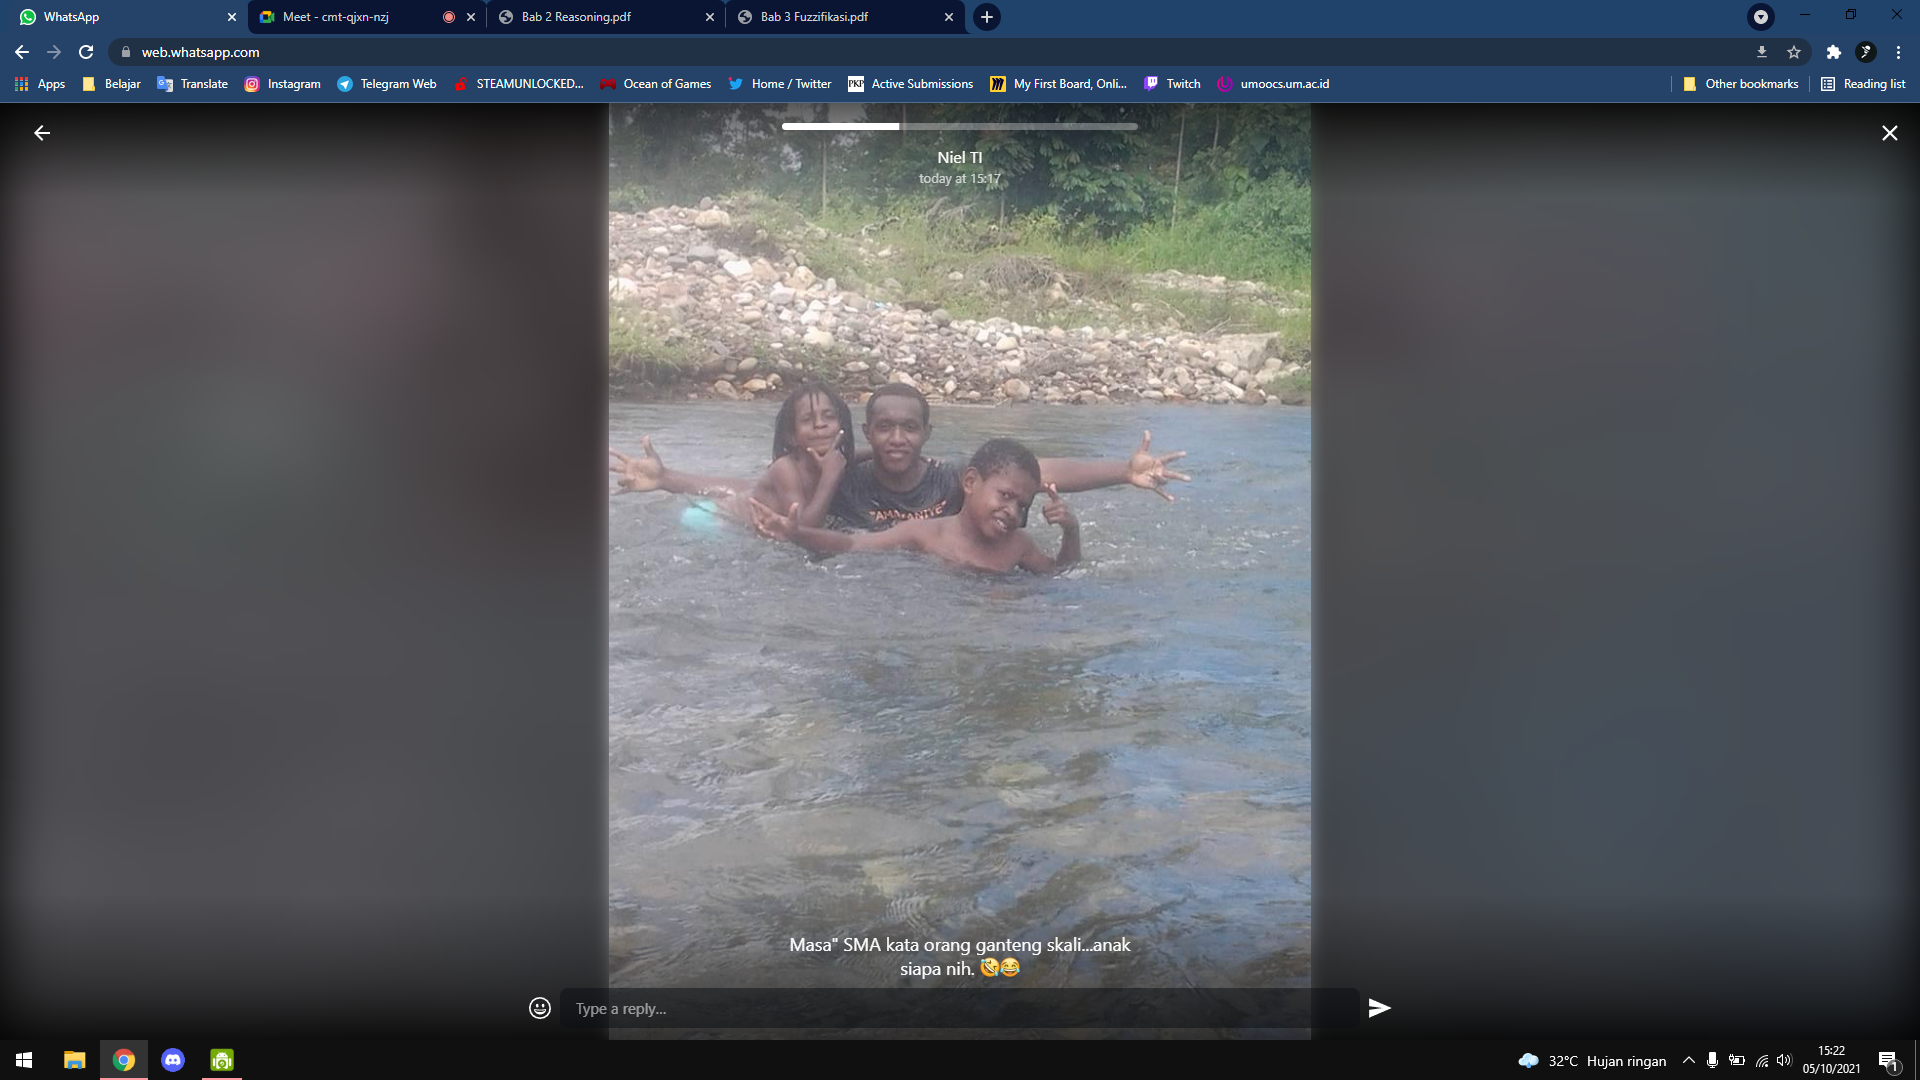 WhatsApp
Meet - cmt-qjxn-nzj
Bab 2 Reasoning.pdf
Bab 3 Fuzzifikasi.pdf
web.whatsapp.com
Apps
Belajar
Translate
Instagram
Telegram Web
STEAMUNLOCKED...
Ocean of Games
Home / Twitter
PKP
Active Submissions
My First Board, Onli...
Twitch
umoocs.um.ac.id
Other bookmarks
Reading list
Niel TI
today at 15:17
Masa" SMA kata orang ganteng skali...anak
siapa nih. 🤣😂
Type a reply...
32°C Hujan ringan
15:22
05/10/2021
1